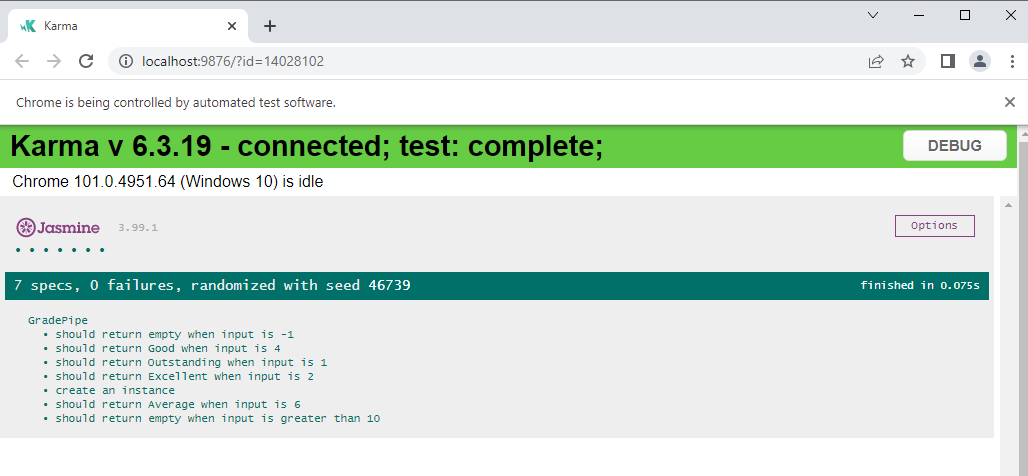 Karma
localhost:9876/?id=14028102
Chrome is being controlled by automated test software.
Karma v 6.3.19 - connected; test: complete;
DEBUG
Chrome 101.0.4951.64 (Windows 10) is idle
Jasmine 3.99.1
Options
• • • • • • •
7 specs, 0 failures, randomized with seed 46739
finished in 0.075s
GradePipe
• should return empty when input is -1
• should return Good when input is 4
• should return Outstanding when input is 1
• should return Excellent when input is 2
• create an instance
• should return Average when input is 6
• should return empty when input is greater than 10